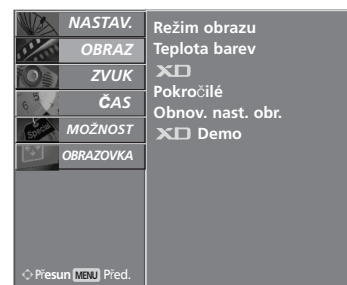 NASTAV.
OBRAZ
ZVUK
ČAS
MOŽNOST
Special
OBRAZOVKA
Přesun MENU Před.
Režim obrazu
Teplota barev
XD
Pokročilé
Obnov. nast. obr.
XD Demo